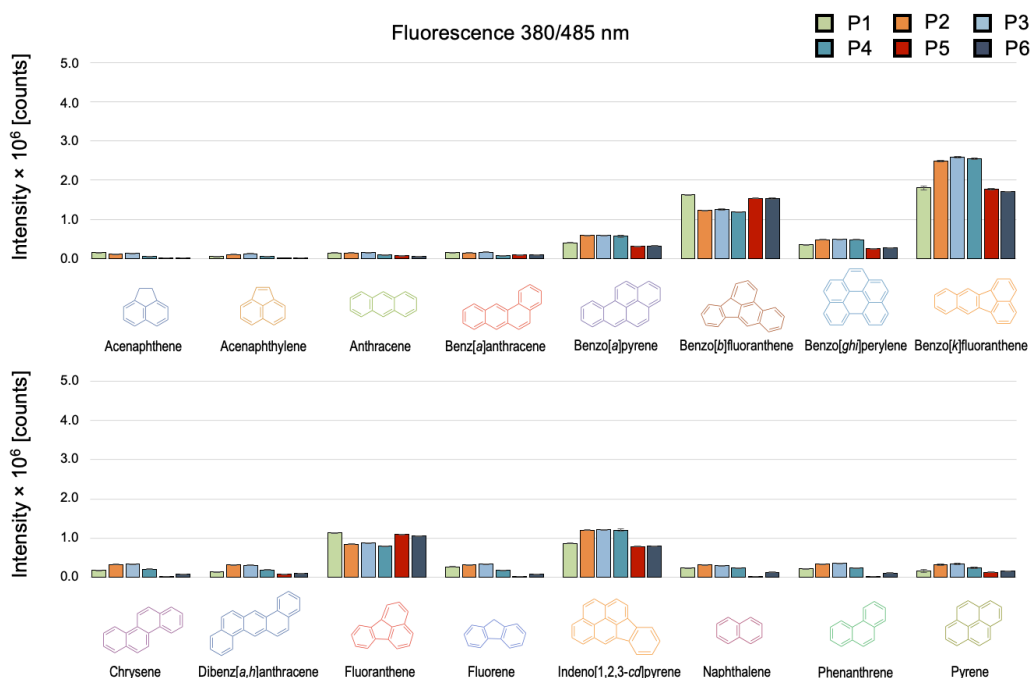 Fluorescence 380/485 nm
P1 P2 P3
P4 P5 P6
Intensity × 10⁶ [counts]
5.0
4.0
3.0
2.0
1.0
0.0
Acenaphthene Acenaphthylene Anthracene Benz[a]anthracene Benzo[a]pyrene Benzo[b]fluoranthene Benzo[ghi]perylene Benzo[k]fluoranthene
Intensity × 10⁶ [counts]
5.0
4.0
3.0
2.0
1.0
0.0
Chrysene Dibenz[a,h]anthracene Fluoranthene Fluorene Indeno[1,2,3-cd]pyrene Naphthalene Phenanthrene Pyrene